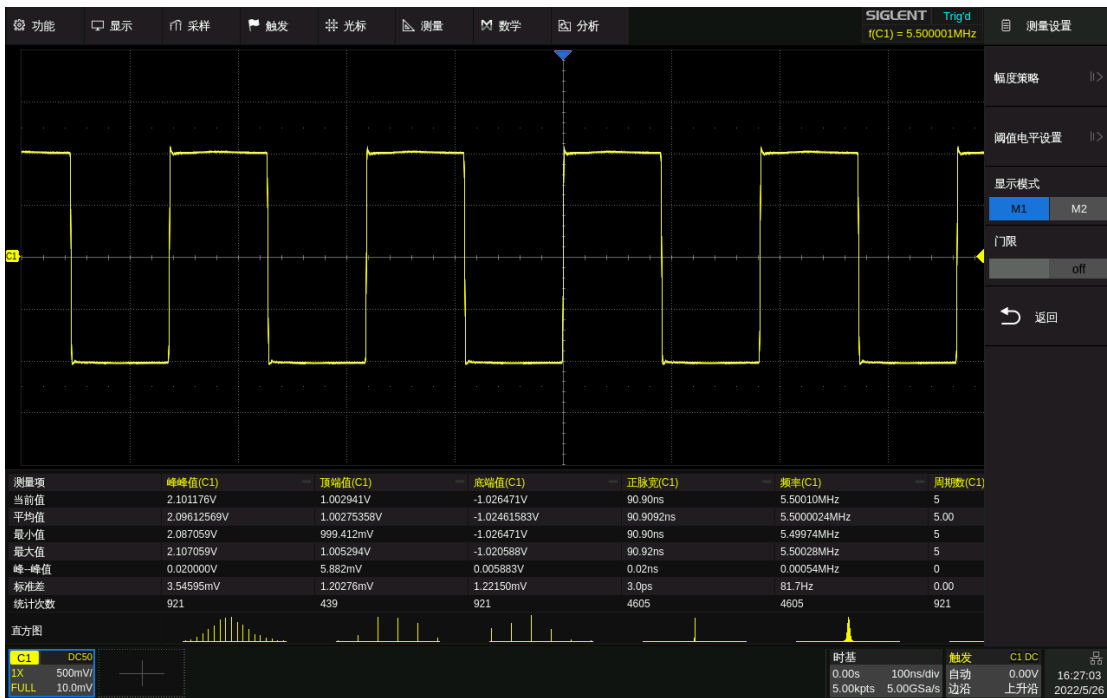 功能 显示 采样 触发 光标 测量 数学 分析 SIGLENT Trig'd 测量设置
f(C1) = 5.500001MHz
幅度策略
阈值电平设置
显示模式
M1 M2
门限
off
返回
C1
测量项 峰峰值(C1) 顶端值(C1) 底端值(C1) 正脉宽(C1) 频率(C1) 周期数(C1)
当前值 2.101176V 1.002941V -1.026471V 90.90ns 5.50010MHz 5
平均值 2.09612569V 1.00275358V -1.02461583V 90.9092ns 5.5000024MHz 5.00
最小值 2.087059V 999.412mV -1.026471V 90.90ns 5.49974MHz 5
最大值 2.107059V 1.005294V -1.020588V 90.92ns 5.50028MHz 5
峰--峰值 0.020000V 5.882mV 0.005883V 0.02ns 0.00054MHz 0
标准差 3.54595mV 1.20276mV 1.22150mV 3.0ps 81.7Hz 0.00
统计次数 921 439 921 4605 4605 921
直方图
C1 DC50 时基 触发 C1 DC
1X 500mV/ 0.00s 100ns/div 自动 0.00V 16:27:03
FULL 10.0mV 5.00kpts 5.00GSa/s 边沿 上升沿 2022/5/26